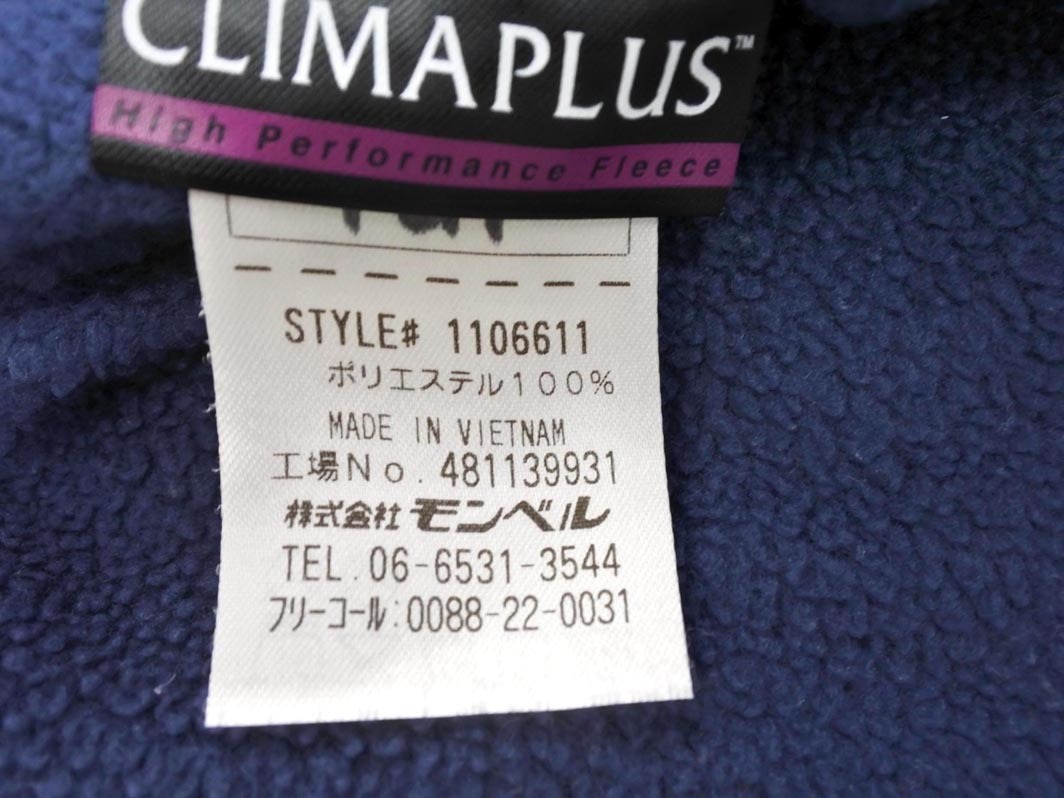 CLIMAPLUS™
High Performance Fleece
STYLE# 1106611
ポリエステル100%
MADE IN VIETNAM
工場No. 481139931
株式会社モンベル
TEL.06-6531-3544
フリーコール:0088-22-0031